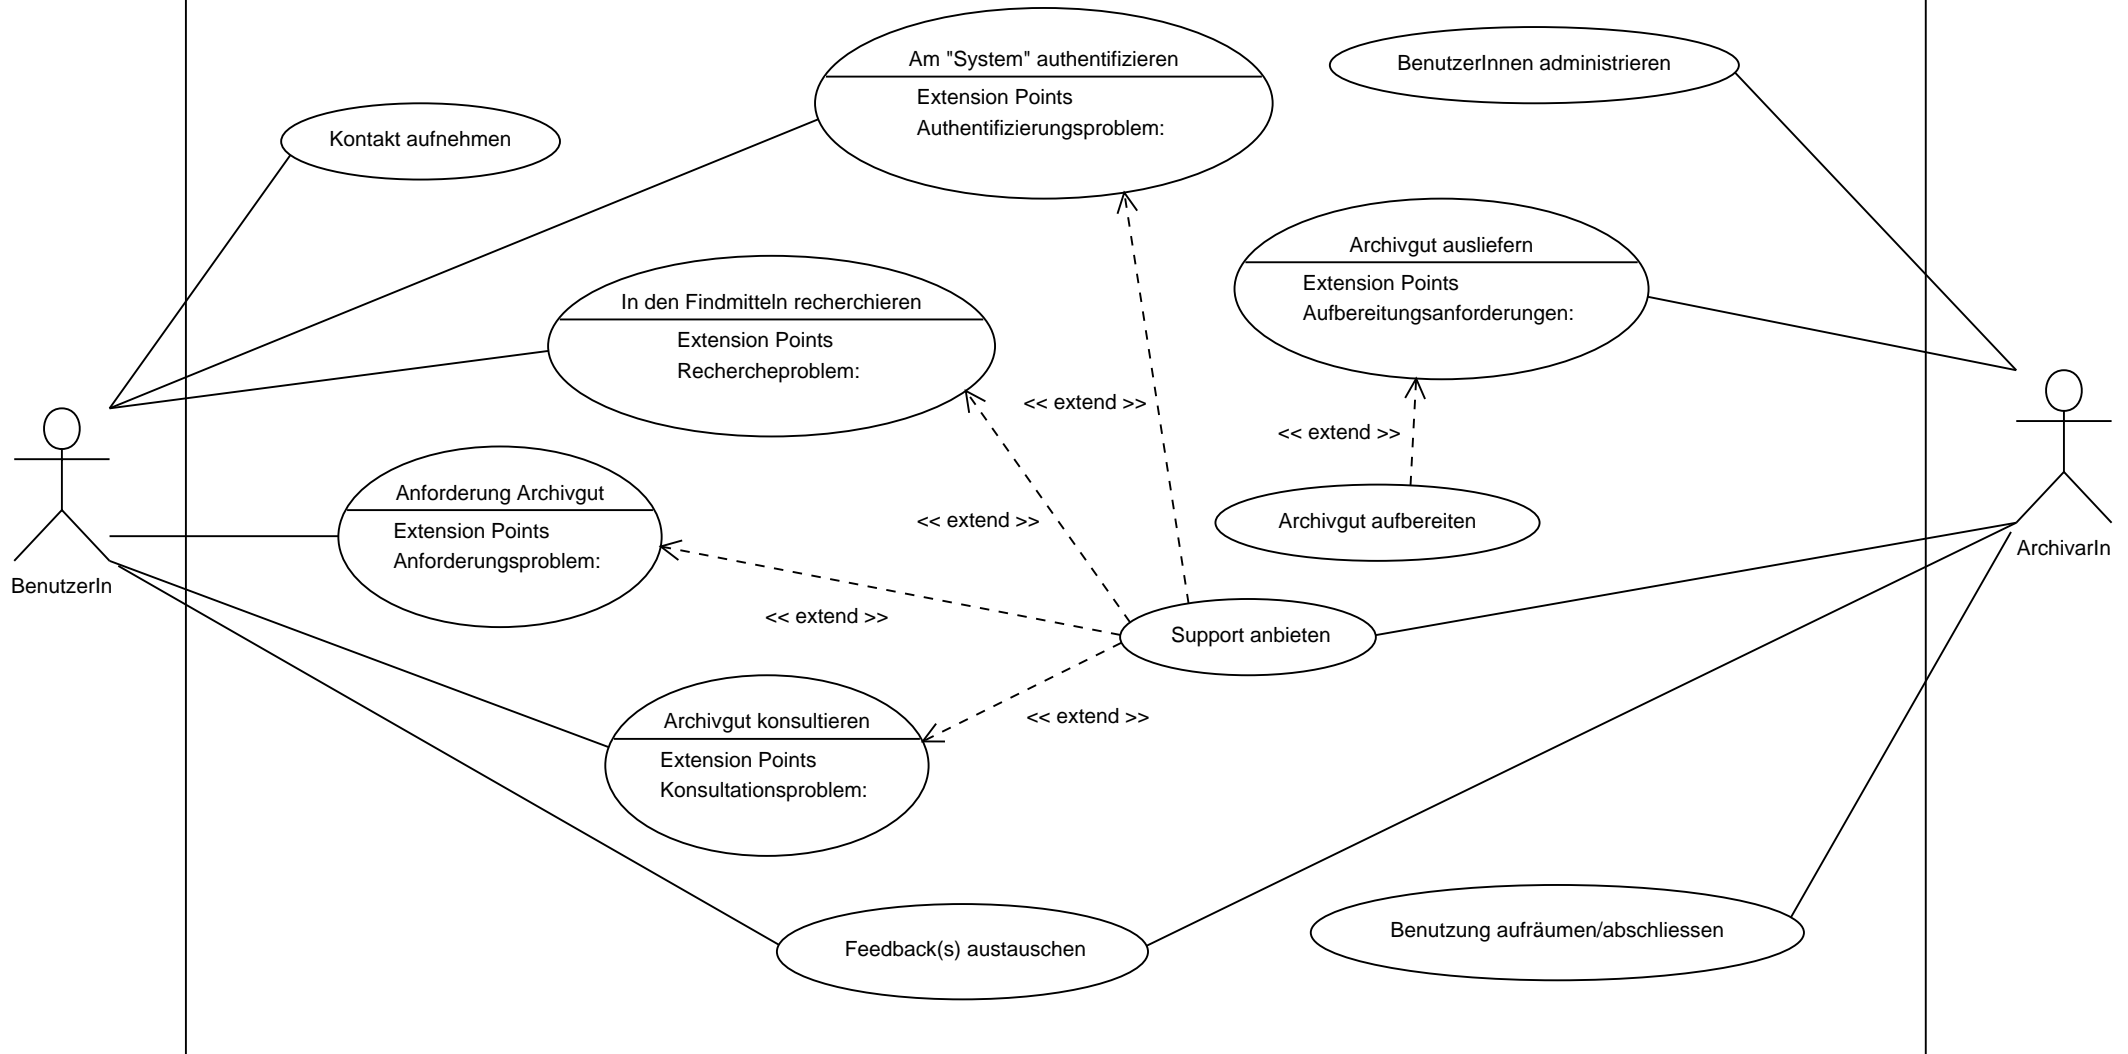 Am "System" authentifizieren
Extension Points
Authentifizierungsproblem:
BenutzerInnen administrieren
Kontakt aufnehmen
Archivgut ausliefern
Extension Points
Aufbereitungsanforderungen:
In den Findmitteln recherchieren
Extension Points
Rechercheproblem:
<< extend >>
<< extend >>
Anforderung Archivgut
Extension Points
Anforderungsproblem:
<< extend >>
Archivgut aufbereiten
ArchivarIn
BenutzerIn
<< extend >>
Support anbieten
Archivgut konsultieren
Extension Points
Konsultationsproblem:
<< extend >>
Feedback(s) austauschen
Benutzung aufräumen/abschliessen